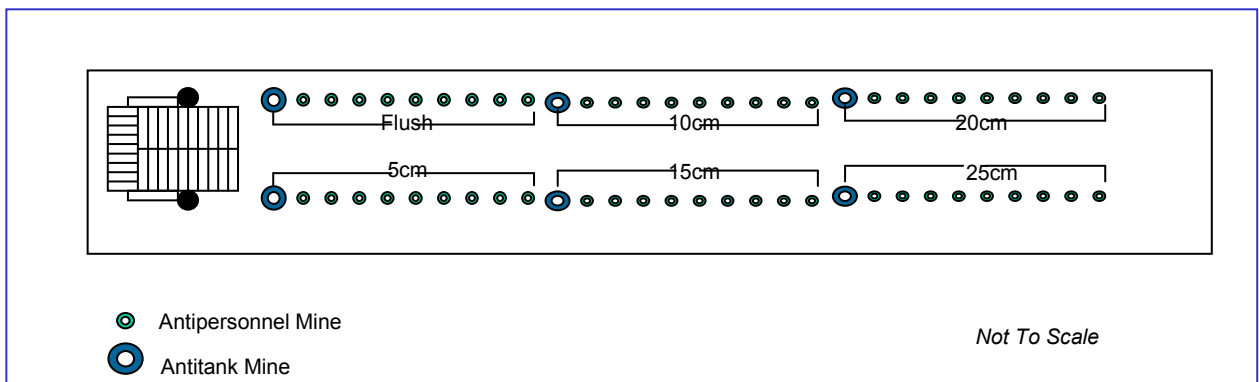 Flush
10cm
20cm
5cm
15cm
25cm
Antipersonnel Mine
Not To Scale
Antitank Mine